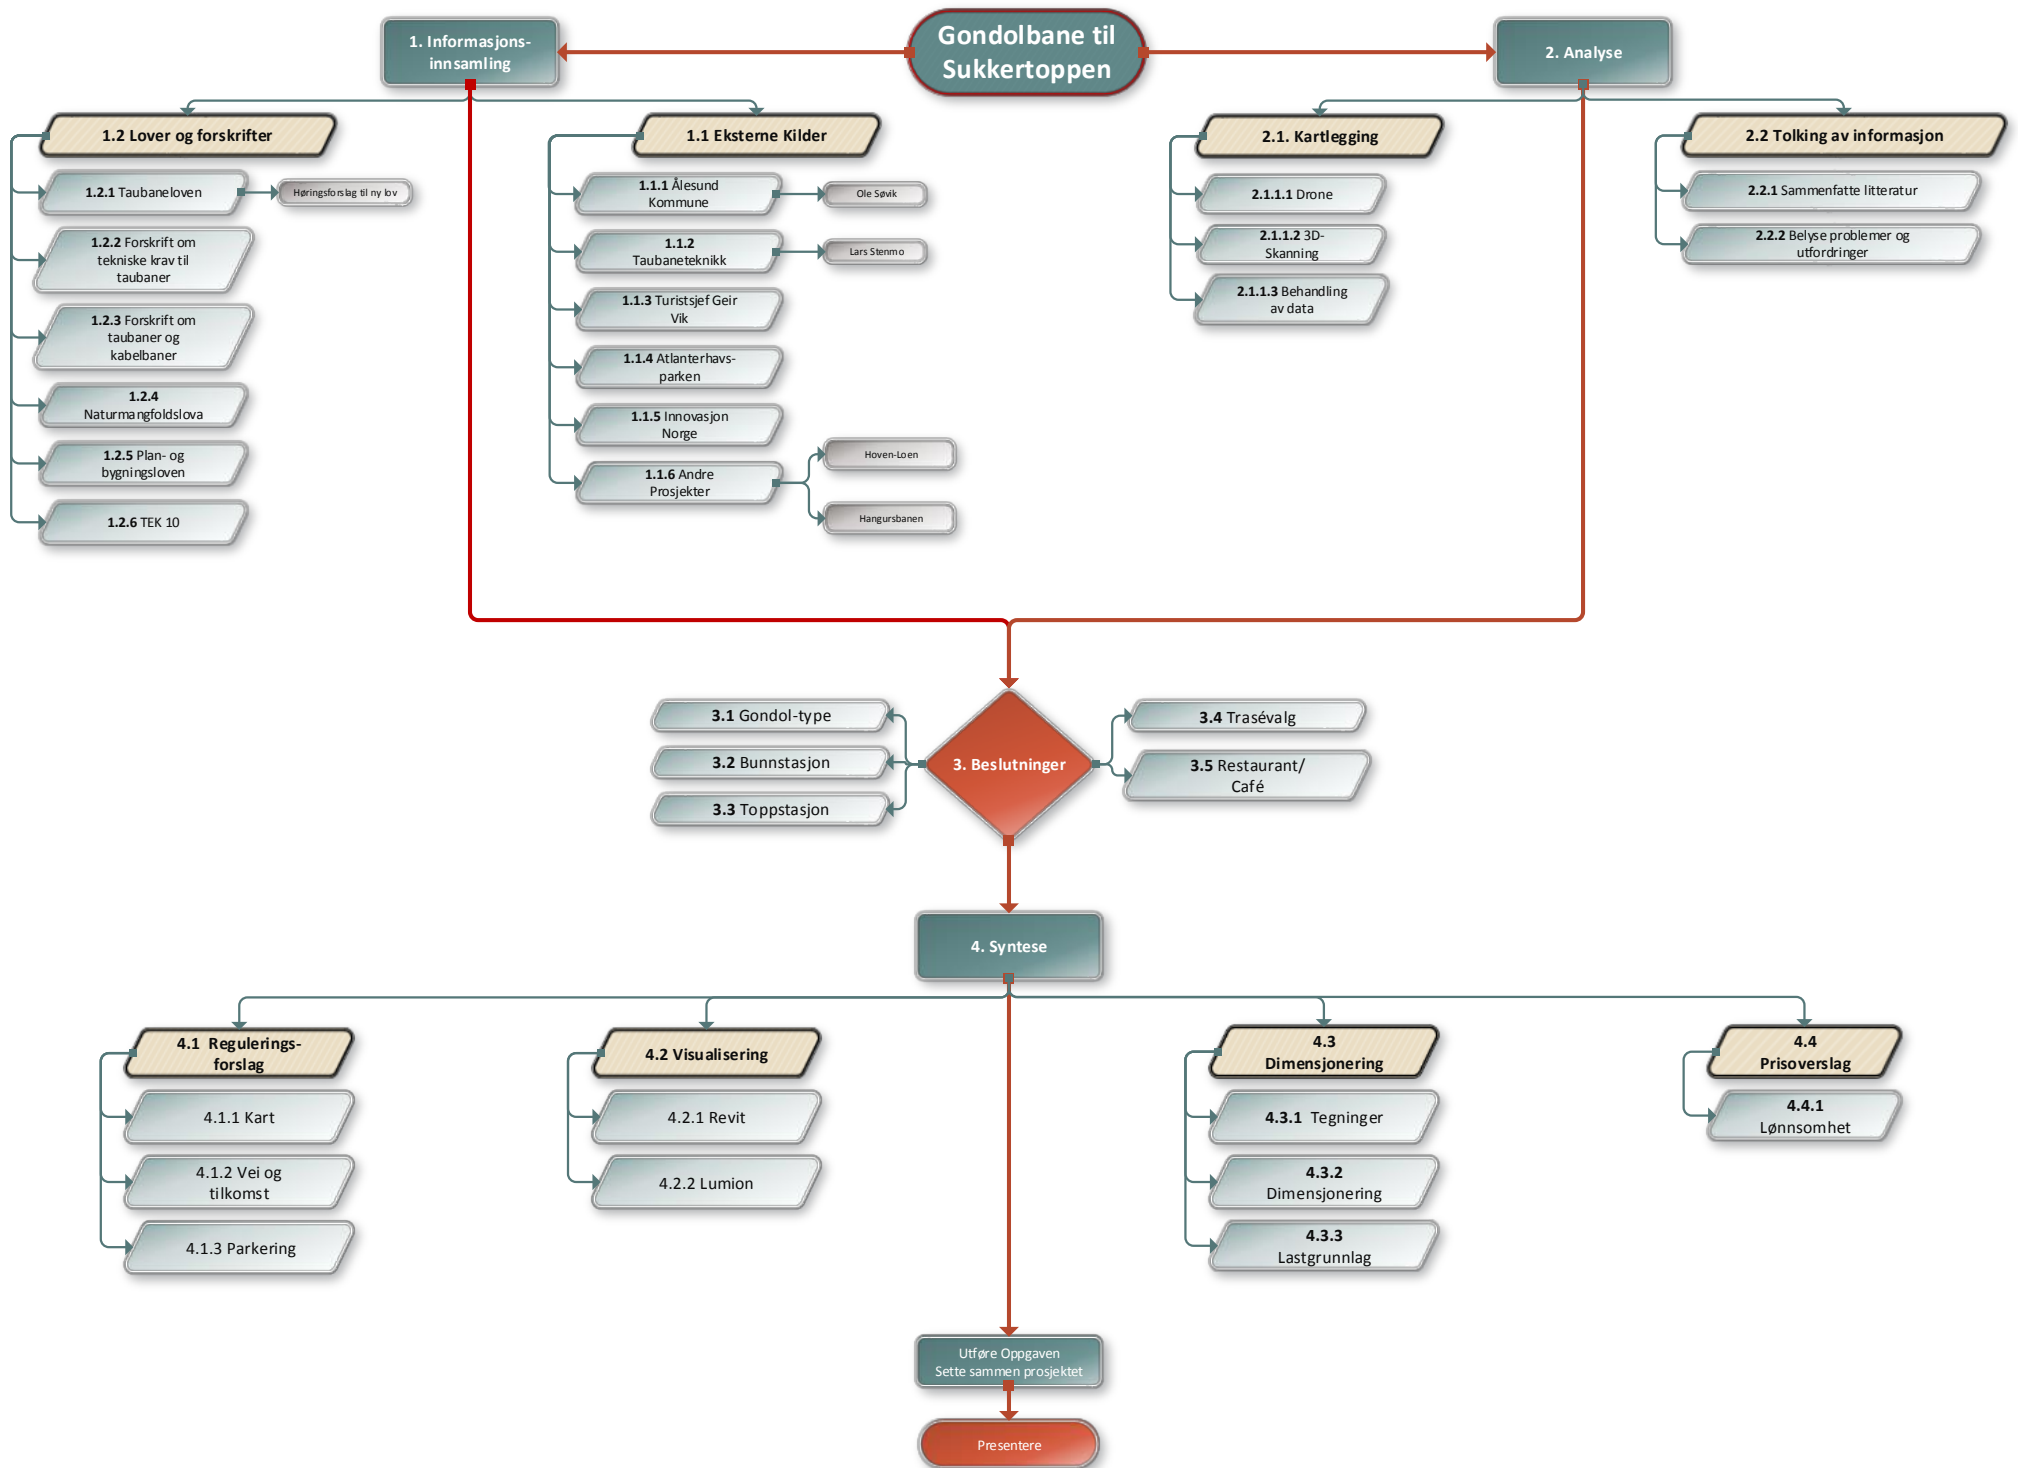 Gondolbane til
Sukkertoppen
1. Informasjons-
innsamling
2. Analyse
1.2 Lover og forskrifter
1.2.1 Taubaneloven
Høringsforslag til ny lov
1.2.2 Forskrift om
tekniske krav til
taubaner
1.2.3 Forskrift om
taubaner og
kabelbaner
1.2.4
Naturmangfoldslova
1.2.5 Plan- og
bygningsloven
1.2.6 TEK 10
1.1 Eksterne Kilder
1.1.1 Ålesund
Kommune
Ole Søvik
1.1.2
Taubaneteknikk
Lars Stenmo
1.1.3 Turistsjef Geir
Vik
1.1.4 Atlanterhavs-
parken
1.1.5 Innovasjon
Norge
1.1.6 Andre
Prosjekter
Hoven-Loen
Hangursbanen
2.1. Kartlegging
2.1.1.1 Drone
2.1.1.2 3D-
Skanning
2.1.1.3 Behandling
av data
2.2 Tolking av informasjon
2.2.1 Sammenfatte litteratur
2.2.2 Belyse problemer og
utfordringer
3. Beslutninger
3.1 Gondol-type
3.2 Bunnstasjon
3.3 Toppstasjon
3.4 Trasévalg
3.5 Restaurant/
Café
4. Syntese
4.1 Regulerings-
forslag
4.1.1 Kart
4.1.2 Vei og
tilkomst
4.1.3 Parkering
4.2 Visualisering
4.2.1 Revit
4.2.2 Lumion
4.3
Dimensjonering
4.3.1 Tegninger
4.3.2
Dimensjonering
4.3.3
Lastgrunnlag
4.4
Prisoverslag
4.4.1
Lønnsomhet
Utføre Oppgaven
Sette sammen prosjektet
Presentere